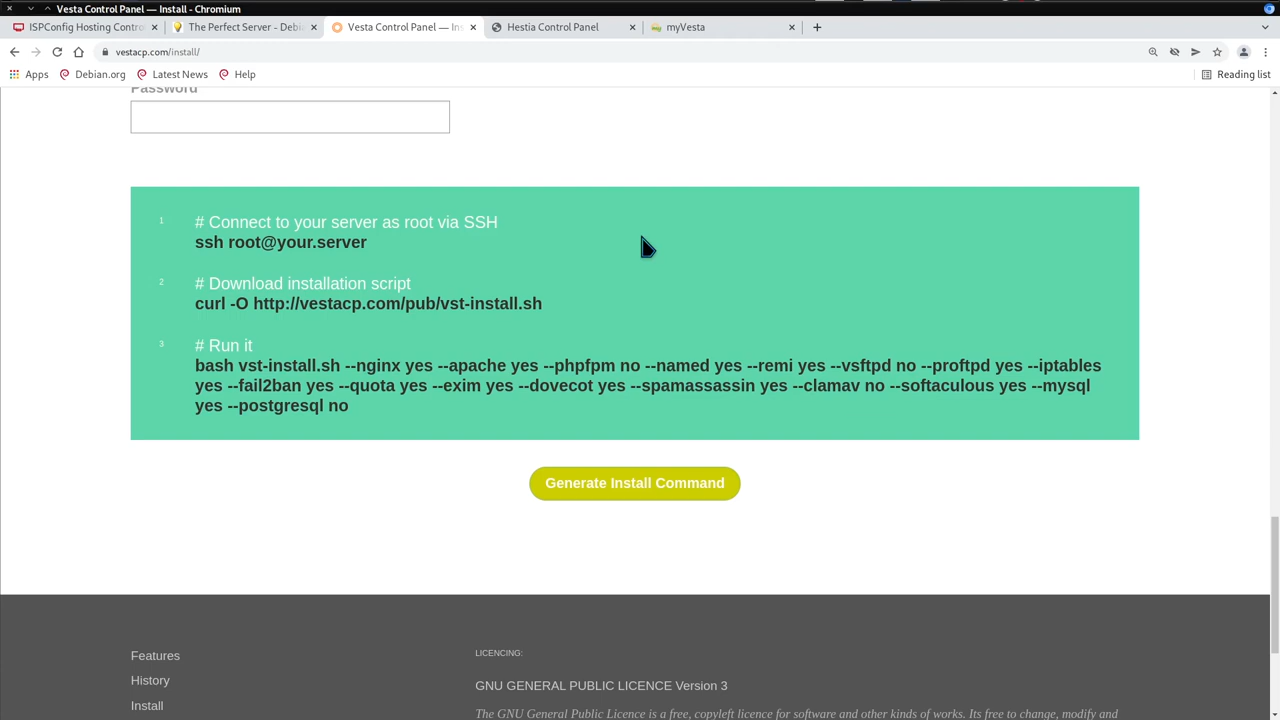 Vesta Control Panel — Install - Chromium
ISPConfig Hosting Contro
The Perfect Server - Debi
Vesta Control Panel — Ins
Hestia Control Panel
myVesta
vestacp.com/install/
Apps
Debian.org
Latest News
Help
Reading list
Password
1
# Connect to your server as root via SSH
ssh root@your.server
2
# Download installation script
curl -O http://vestacp.com/pub/vst-install.sh
3
# Run it
bash vst-install.sh --nginx yes --apache yes --phpfpm no --named yes --remi yes --vsftpd no --proftpd yes --iptables
yes --fail2ban yes --quota yes --exim yes --dovecot yes --spamassassin yes --clamav no --softaculous yes --mysql
yes --postgresql no
Generate Install Command
Features
LICENCING:
History
GNU GENERAL PUBLIC LICENCE Version 3
Install
The GNU General Public Licence is a free, copyleft licence for software and other kinds of works. Its free to change, modify and